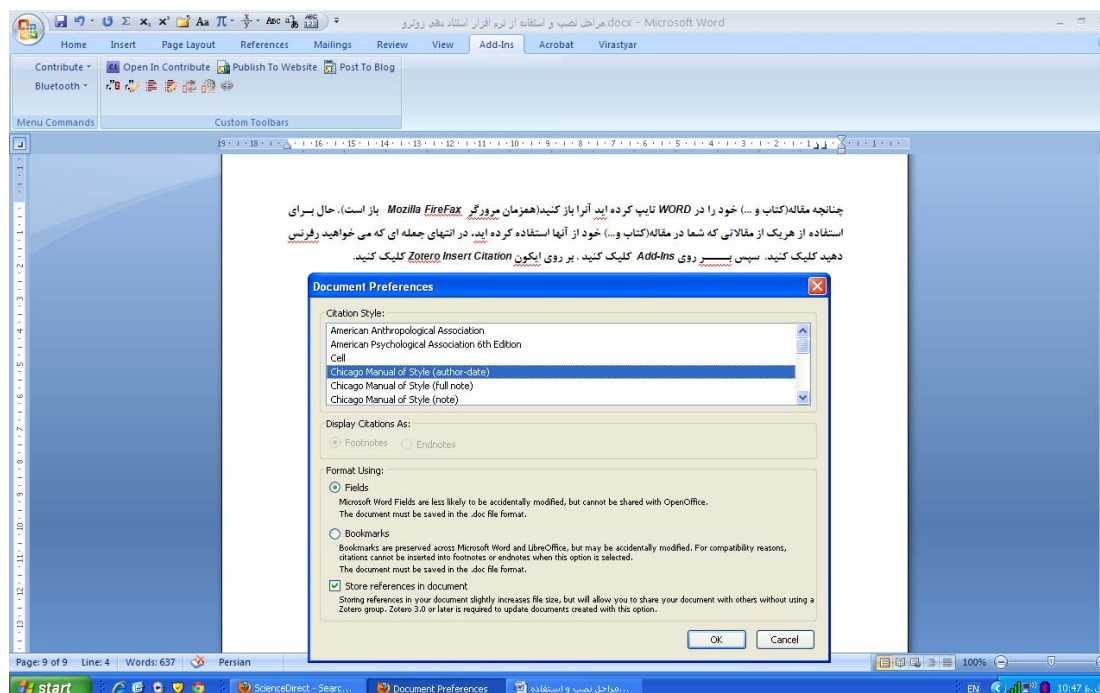 مراحل نصب و استفاده از نرم افزار استناد دهی زوترو.docx - Microsoft Word
Home Insert Page Layout References Mailings Review View Add-Ins Acrobat Virastyar
Contribute Open In Contribute Publish To Website Post To Blog
Bluetooth
Menu Commands Custom Toolbars
چنانچه مقاله(کتاب و ...) خود را در WORD تایپ کرده اید آنرا باز کنید(همزمان مرورگر Mozilla FireFax باز است). حال بـرای
استفاده از هریک از مقالاتی که شما در مقاله(کتاب و...) خود از آنها استفاده کرده اید، در انتهای جمله ای که می خواهید رفرنس
دهید کلیک کنید. سپس بـــــر روی Add-Ins کلیک کنید . بر روی ایکون Zotero Insert Citation کلیک کنید.
Document Preferences
Citation Style:
American Anthropological Association
American Psychological Association 6th Edition
Cell
Chicago Manual of Style (author-date)
Chicago Manual of Style (full note)
Chicago Manual of Style (note)
Display Citations As:
Footnotes Endnotes
Format Using:
Fields
Microsoft Word Fields are less likely to be accidentally modified, but cannot be shared with OpenOffice.
The document must be saved in the .doc file format.
Bookmarks
Bookmarks are preserved across Microsoft Word and LibreOffice, but may be accidentally modified. For compatibility reasons,
citations cannot be inserted into footnotes or endnotes when this option is selected.
The document must be saved in the .doc file format.
Store references in document
Storing references in your document slightly increases file size, but will allow you to share your document with others without using a
Zotero group. Zotero 3.0 or later is required to update documents created with this option.
OK Cancel
Page: 9 of 9 Line: 4 Words: 637 Persian 100%
start ScienceDirect - Searc... Document Preferences مراحل نصب و استفاده... EN 10:47